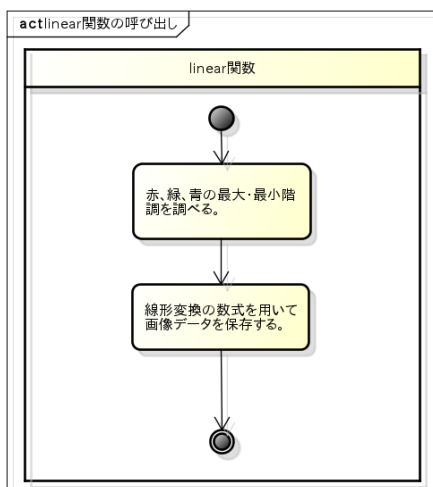 actlinear関数の呼び出し
linear関数
赤、緑、青の最大・最小階
調を調べる。
線形変換の数式を用いて
画像データを保存する。